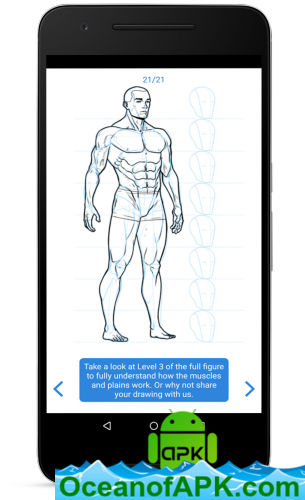 21/21
Take a look at Level 3 of the full figure
to fully understand how the muscles
and plains work. Or why not share
your drawing with us.
APK
OceanofAPK.com